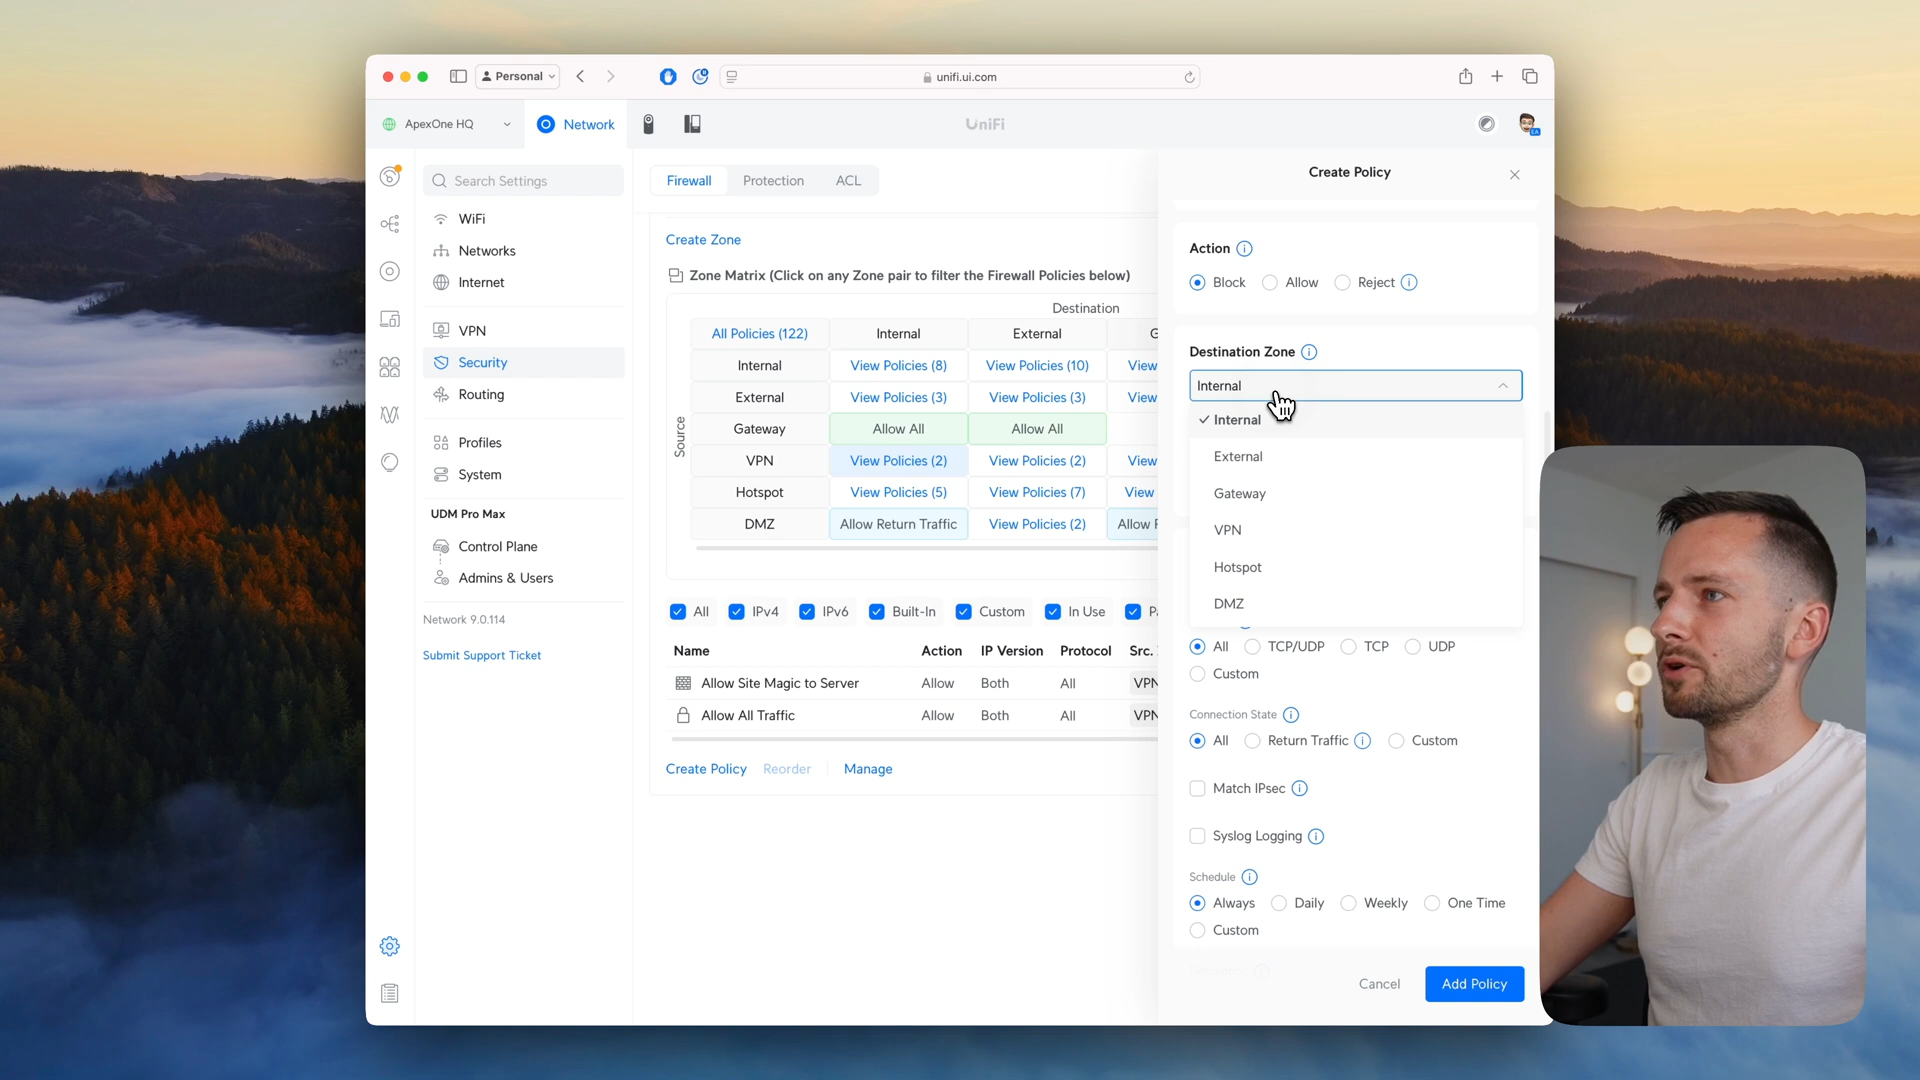 Personal
unifi.ui.com
ApexOne HQ
Network
UniFi
EA
Search Settings
WiFi
Networks
Internet
VPN
Security
Routing
Profiles
System
UDM Pro Max
Control Plane
Admins & Users
Network 9.0.114
Submit Support Ticket
Firewall Protection ACL
Create Zone
Zone Matrix (Click on any Zone pair to filter the Firewall Policies below)
Destination
Source
All Policies (122) Internal External G
Internal View Policies (8) View Policies (10) View
External View Policies (3) View Policies (3) View
Gateway Allow All Allow All
VPN View Policies (2) View Policies (2) View
Hotspot View Policies (5) View Policies (7) View
DMZ Allow Return Traffic View Policies (2) Allow
All IPv4 IPv6 Built-In Custom In Use
Name Action IP Version Protocol Src.
Allow Site Magic to Server Allow Both All VPN
Allow All Traffic Allow Both All VPN
Create Policy Reorder Manage
Create Policy
Action
Block Allow Reject
Destination Zone
Internal
Internal
External
Gateway
VPN
Hotspot
DMZ
All TCP/UDP TCP UDP
Custom
Connection State
All Return Traffic Custom
Match IPsec
Syslog Logging
Schedule
Always Daily Weekly One Time
Custom
Cancel Add Policy